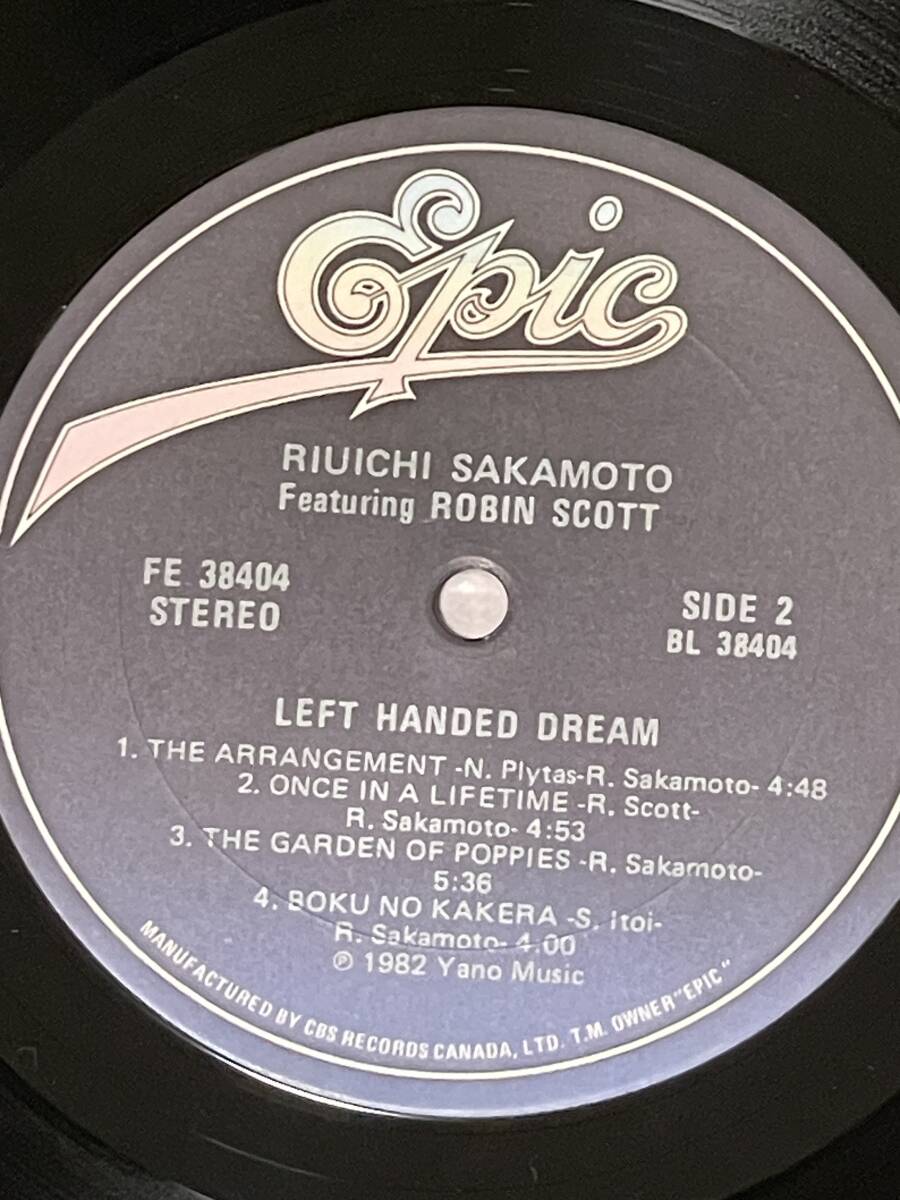 Epic
RIUICHI SAKAMOTO
Featuring ROBIN SCOTT
FE 38404
STEREO
SIDE 2
BL 38404
LEFT HANDED DREAM
1. THE ARRANGEMENT -N. Plytas-R. Sakamoto- 4:48
2. ONCE IN A LIFETIME -R. Scott-
R. Sakamoto- 4:53
3. THE GARDEN OF POPPIES -R. Sakamoto-
5:36
4. BOKU NO KAKERA -S. Itoi-
R. Sakamoto- 4.00
℗ 1982 Yano Music
MANUFACTURED BY CBS RECORDS CANADA, LTD. T.M. OWNER "EPIC"